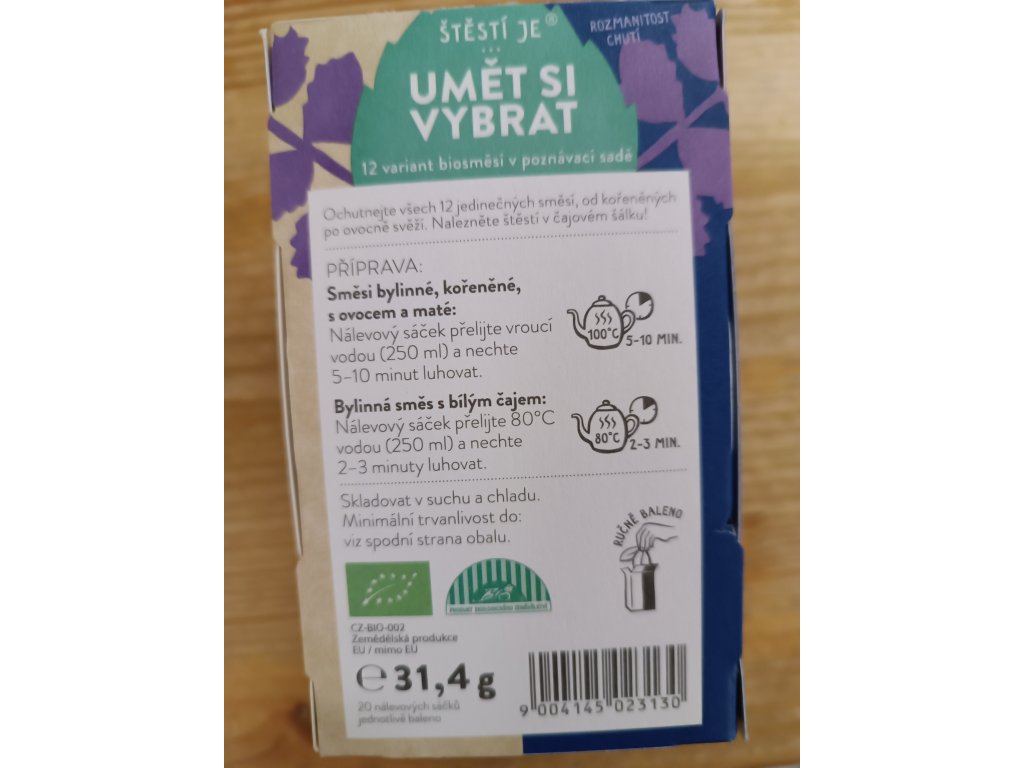 ŠTĚSTÍ JE®
ROZMANITOST
CHUTÍ
UMĚT SI
VYBRAT
12 variant biosměsí v poznávací sadě
Ochutnejte všech 12 jedinečných směsí, od kořeněných
po ovocně svěží. Nalezněte štěstí v čajovém šálku!
PŘÍPRAVA:
Směsi bylinné, kořeněné,
s ovocem a maté:
Nálevový sáček přelijte vroucí
vodou (250 ml) a nechte
5–10 minut luhovat.
100°C
5-10 MIN.
Bylinná směs s bílým čajem:
Nálevový sáček přelijte 80°C
vodou (250 ml) a nechte
2–3 minuty luhovat.
80°C
2-3 MIN.
Skladovat v suchu a chladu.
Minimální trvanlivost do:
viz spodní strana obalu.
RUČNĚ BALENO
BIO
PRODUKT EKOLOGICKÉHO ZEMĚDĚLSTVÍ
CZ-BIO-002
Zemědělská produkce
EU / mimo EU
℮ 31,4 g
20 nálevových sáčků
jednotlivě baleno
9 004145 023130